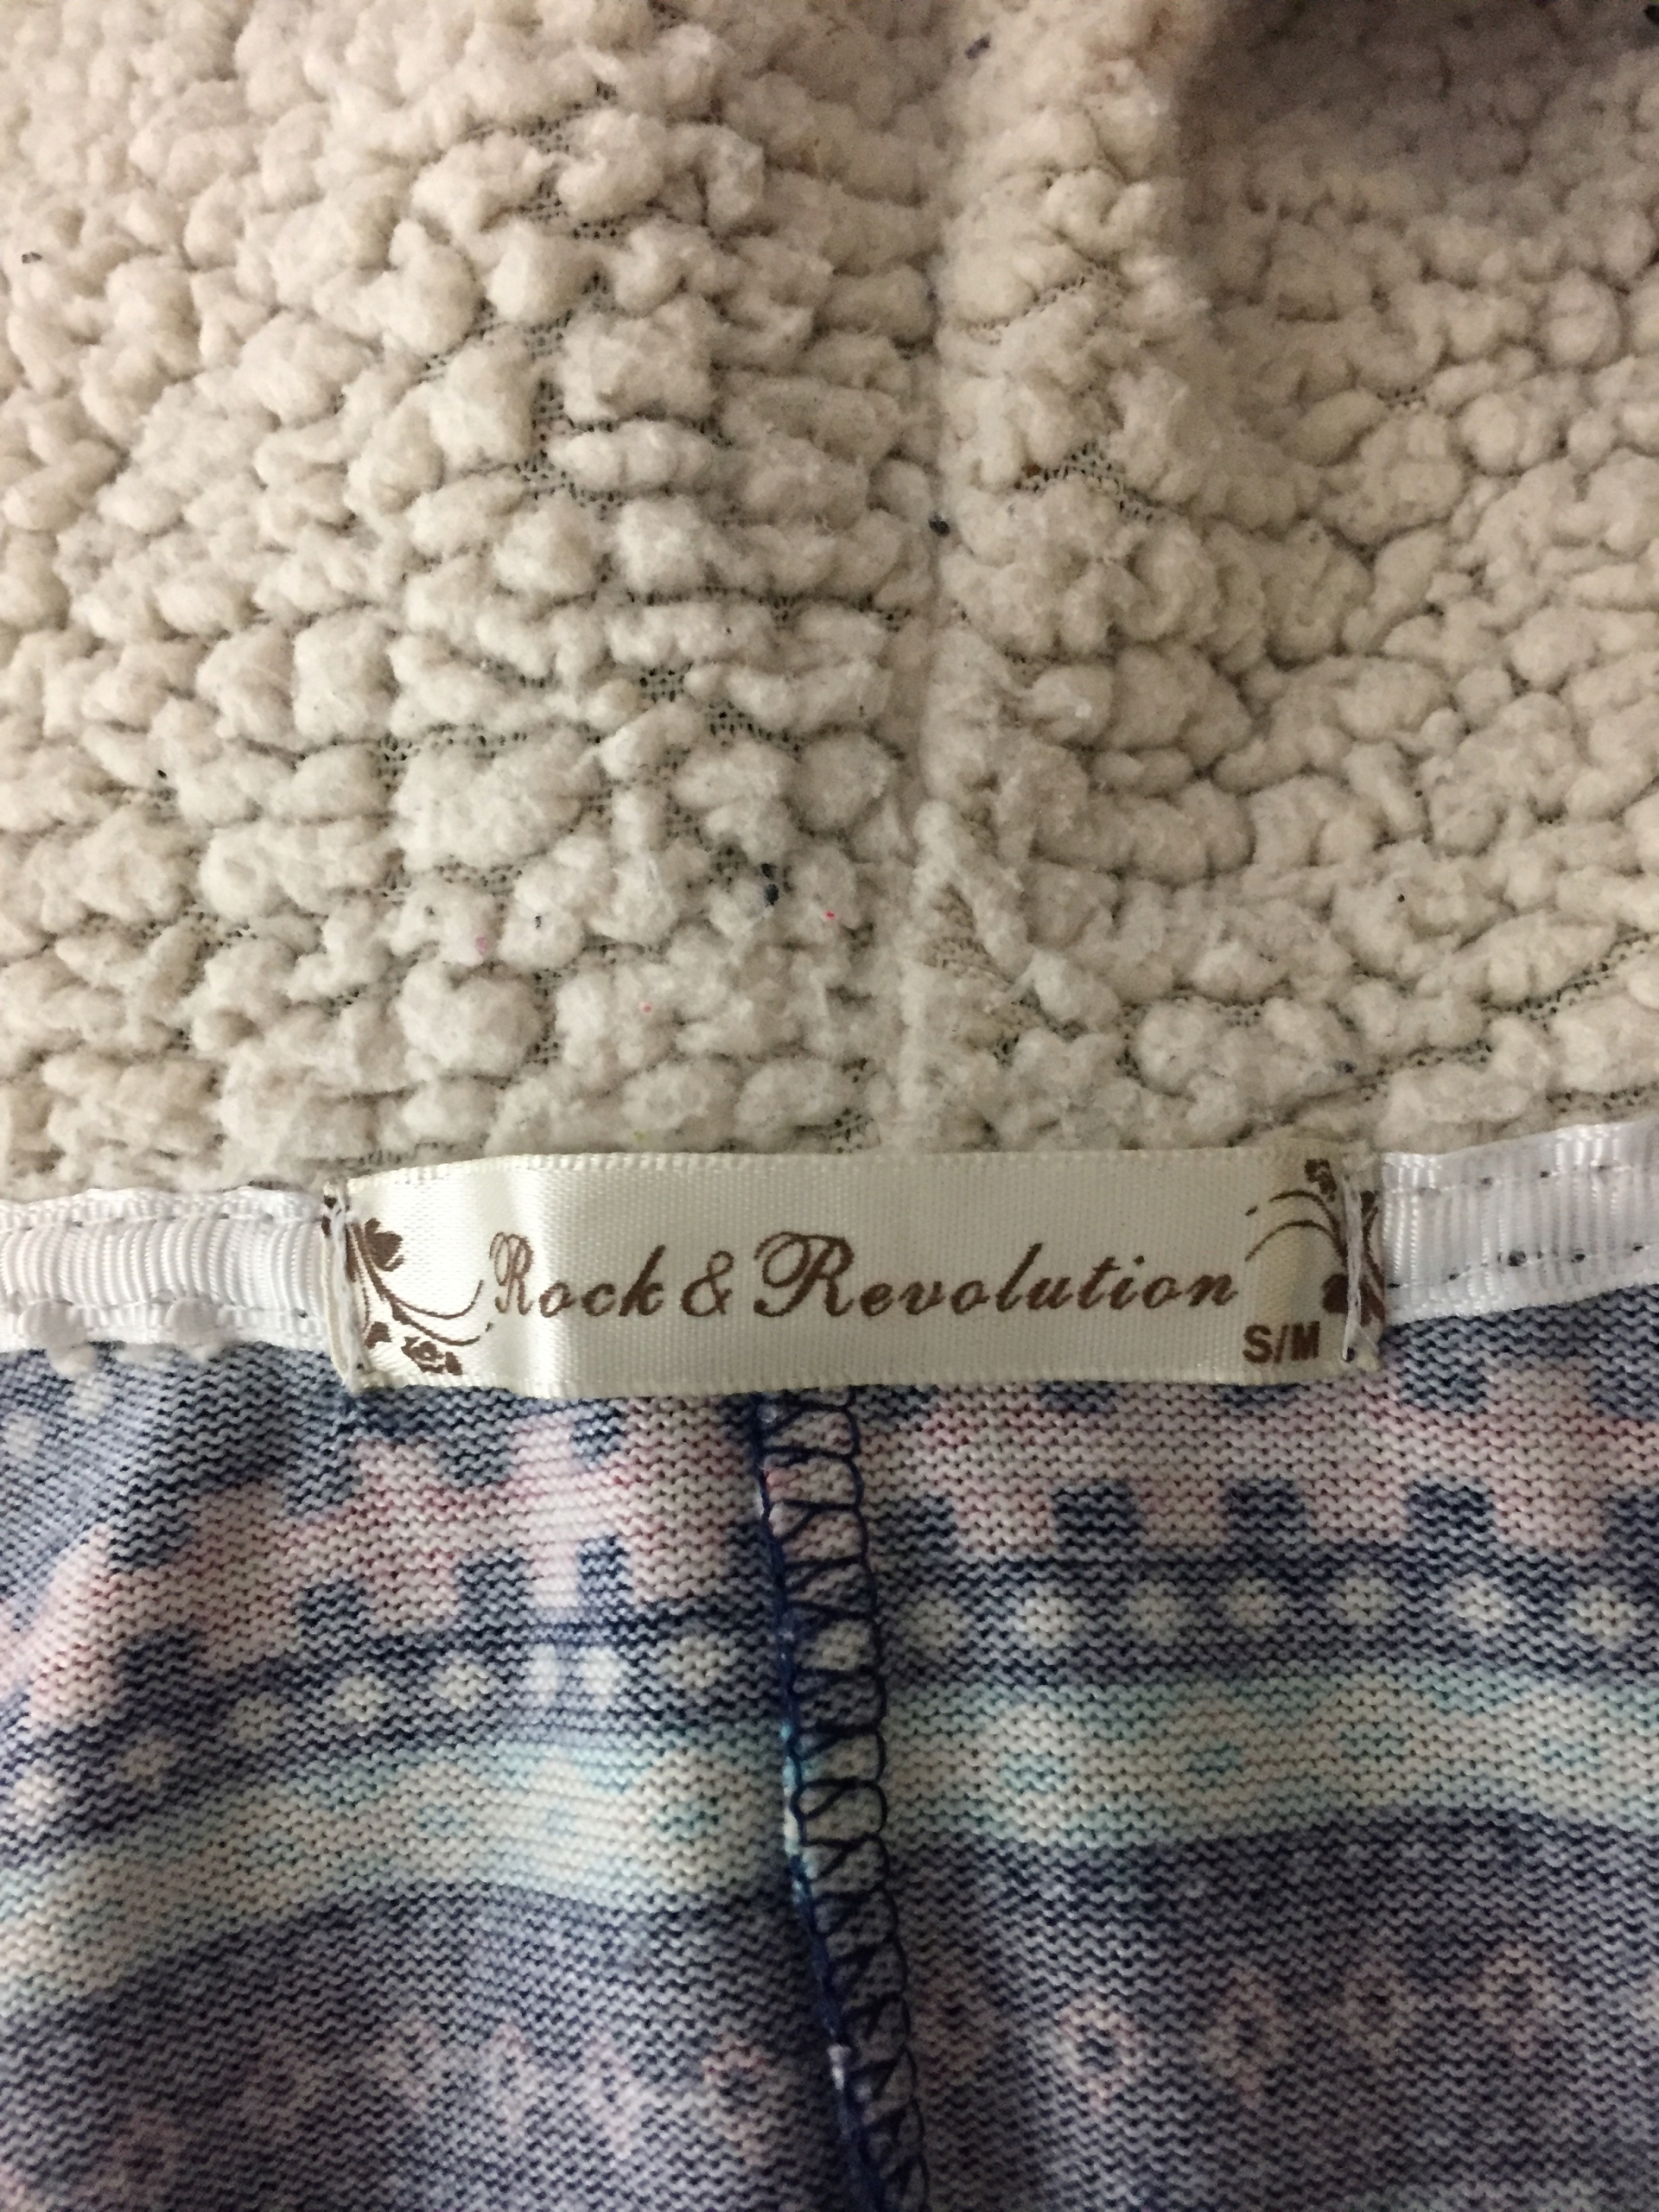 Rock & Revolution
S/M